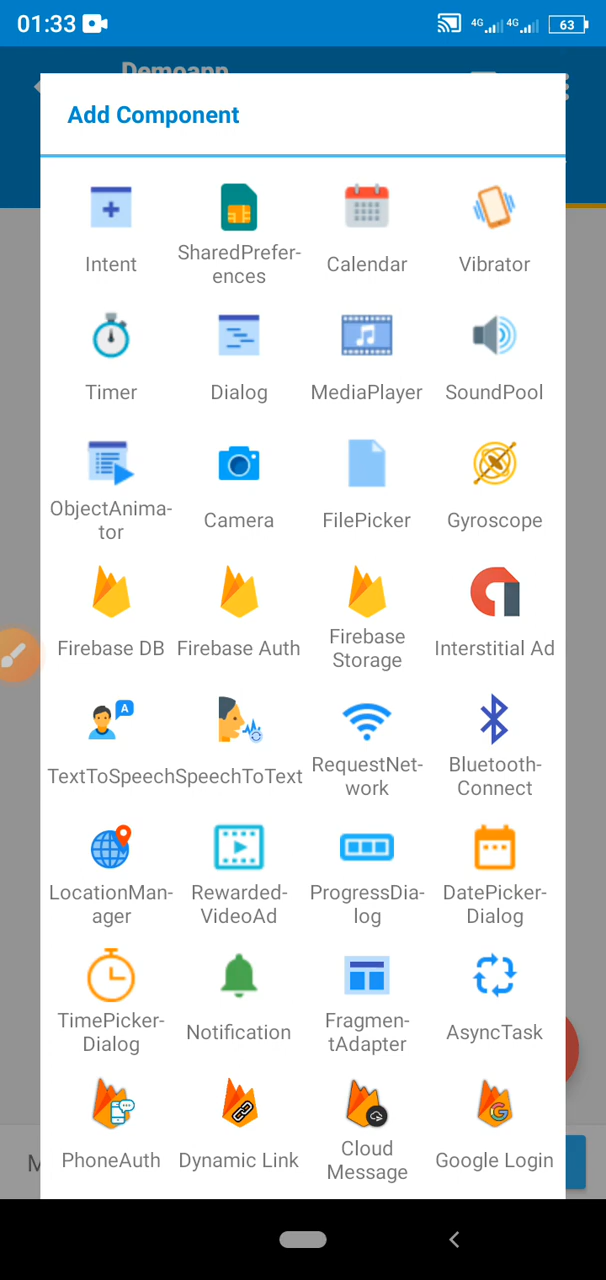 01:33 4G 4G 63
Demoapp
Add Component
Intent SharedPrefer-
ences Calendar Vibrator
Timer Dialog MediaPlayer SoundPool
ObjectAnima-
tor Camera FilePicker Gyroscope
Firebase DB Firebase Auth Firebase
Storage Interstitial Ad
TextToSpeech SpeechToText RequestNet-
work Bluetooth-
Connect
LocationMan-
ager Rewarded-
VideoAd ProgressDia-
log DatePicker-
Dialog
TimePicker-
Dialog Notification Fragmen-
tAdapter AsyncTask
PhoneAuth Dynamic Link Cloud
Message Google Login